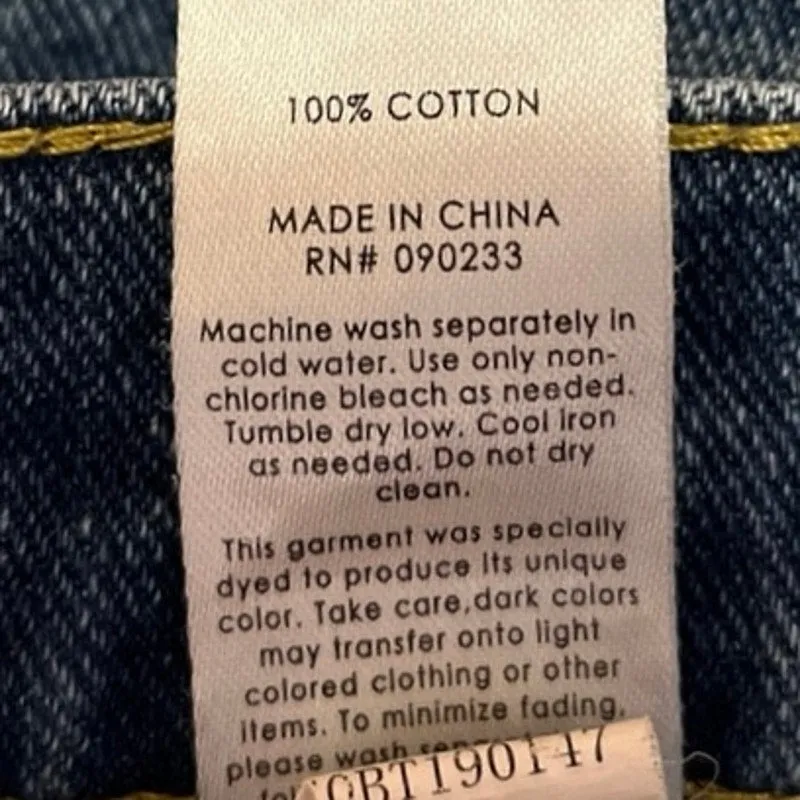 100% COTTON
MADE IN CHINA
RN# 090233
Machine wash separately in
cold water. Use only non-
chlorine bleach as needed.
Tumble dry low. Cool iron
as needed. Do not dry
clean.
This garment was specially
dyed to produce its unique
color. Take care,dark colors
may transfer onto light
colored clothing or other
items. To minimize fading,
please wash